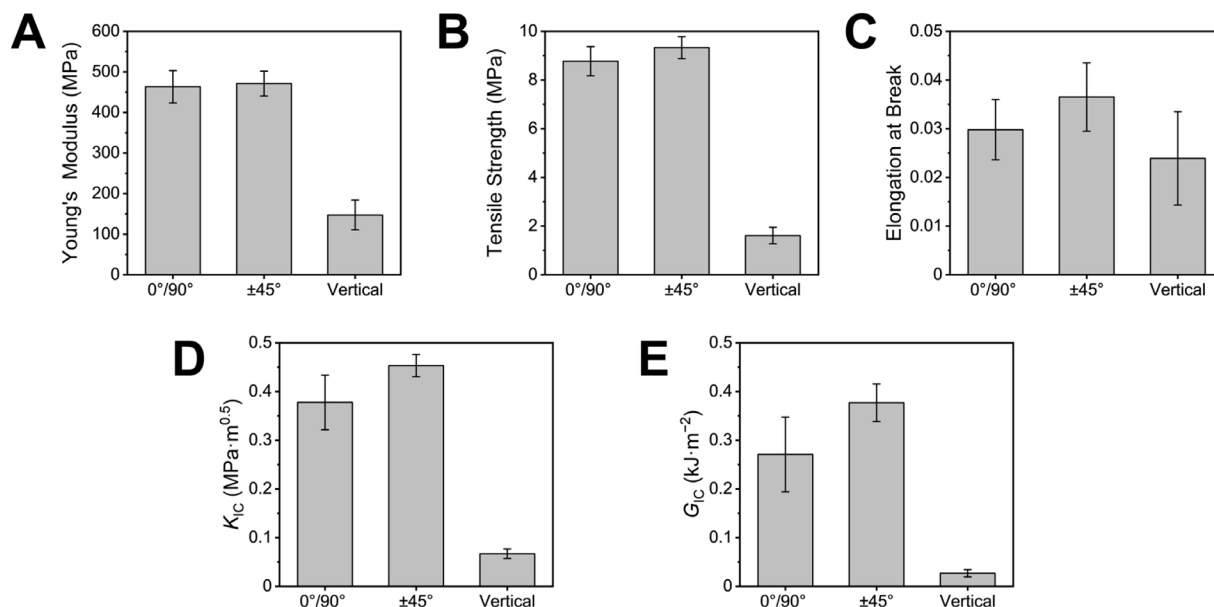 A
Young's Modulus (MPa)
600
500
400
300
200
100
0
0°/90°
±45°
Vertical
B
Tensile Strength (MPa)
10
8
6
4
2
0
0°/90°
±45°
Vertical
C
Elongation at Break
0.05
0.04
0.03
0.02
0.01
0
0°/90°
±45°
Vertical
D
K_IC (MPa·m^0.5)
0.5
0.4
0.3
0.2
0.1
0
0°/90°
±45°
Vertical
E
G_IC (kJ·m⁻²)
0.5
0.4
0.3
0.2
0.1
0
0°/90°
±45°
Vertical